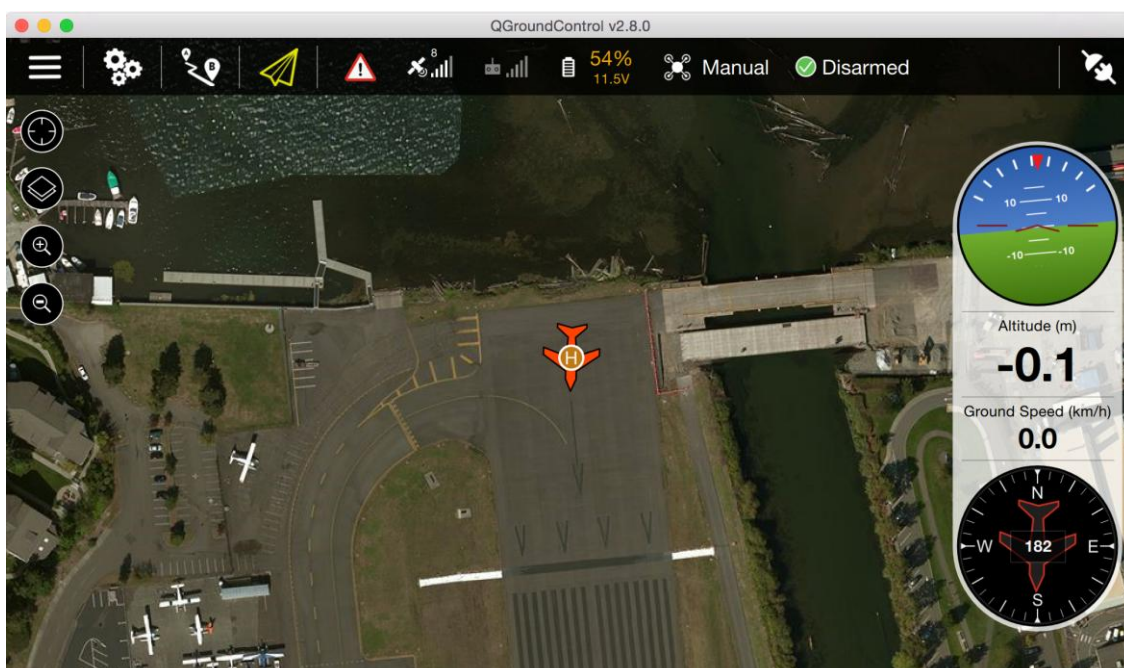 QGroundControl v2.8.0
B
8
54%
11.5V
Manual
Disarmed
10 10
-10 -10
H
Altitude (m)
-0.1
Ground Speed (km/h)
0.0
N
W 182 E
S